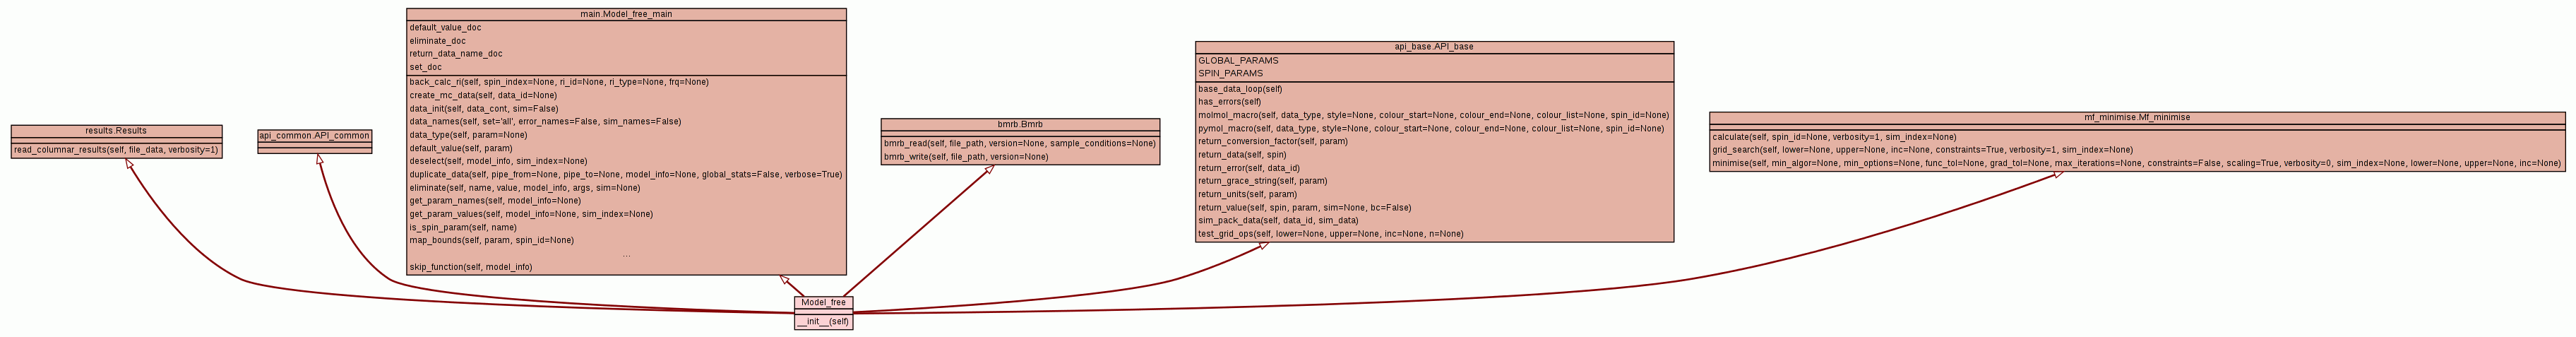 results.Results
read_columnar_results(self, file_data, verbosity=1)
api_common.API_common
main.Model_free_main
default_value_doc
eliminate_doc
return_data_name_doc
set_doc
back_calc_ri(self, spin_index=None, ri_id=None, ri_type=None, frq=None)
create_mc_data(self, data_id=None)
data_init(self, data_cont, sim=False)
data_names(self, set='all', error_names=False, sim_names=False)
data_type(self, param=None)
default_value(self, param)
deselect(self, model_info, sim_index=None)
duplicate_data(self, pipe_from=None, pipe_to=None, model_info=None, global_stats=False, verbose=True)
eliminate(self, name, value, model_info, args, sim=None)
get_param_names(self, model_info=None)
get_param_values(self, model_info=None, sim_index=None)
is_spin_param(self, name)
map_bounds(self, param, spin_id=None)
...
skip_function(self, model_info)
bmrb.Bmrb
bmrb_read(self, file_path, version=None, sample_conditions=None)
bmrb_write(self, file_path, version=None)
api_base.API_base
GLOBAL_PARAMS
SPIN_PARAMS
base_data_loop(self)
has_errors(self)
molmol_macro(self, data_type, style=None, colour_start=None, colour_end=None, colour_list=None, spin_id=None)
pymol_macro(self, data_type, style=None, colour_start=None, colour_end=None, colour_list=None, spin_id=None)
return_conversion_factor(self, param)
return_data(self, spin)
return_error(self, data_id)
return_grace_string(self, param)
return_units(self, param)
return_value(self, spin, param, sim=None, bc=False)
sim_pack_data(self, data_id, sim_data)
test_grid_ops(self, lower=None, upper=None, inc=None, n=None)
mf_minimise.Mf_minimise
calculate(self, spin_id=None, verbosity=1, sim_index=None)
grid_search(self, lower=None, upper=None, inc=None, constraints=True, verbosity=1, sim_index=None)
minimise(self, min_algor=None, min_options=None, func_tol=None, grad_tol=None, max_iterations=None, constraints=False, scaling=True, verbosity=0, sim_index=None, lower=None, upper=None, inc=None)
Model_free
__init__(self)